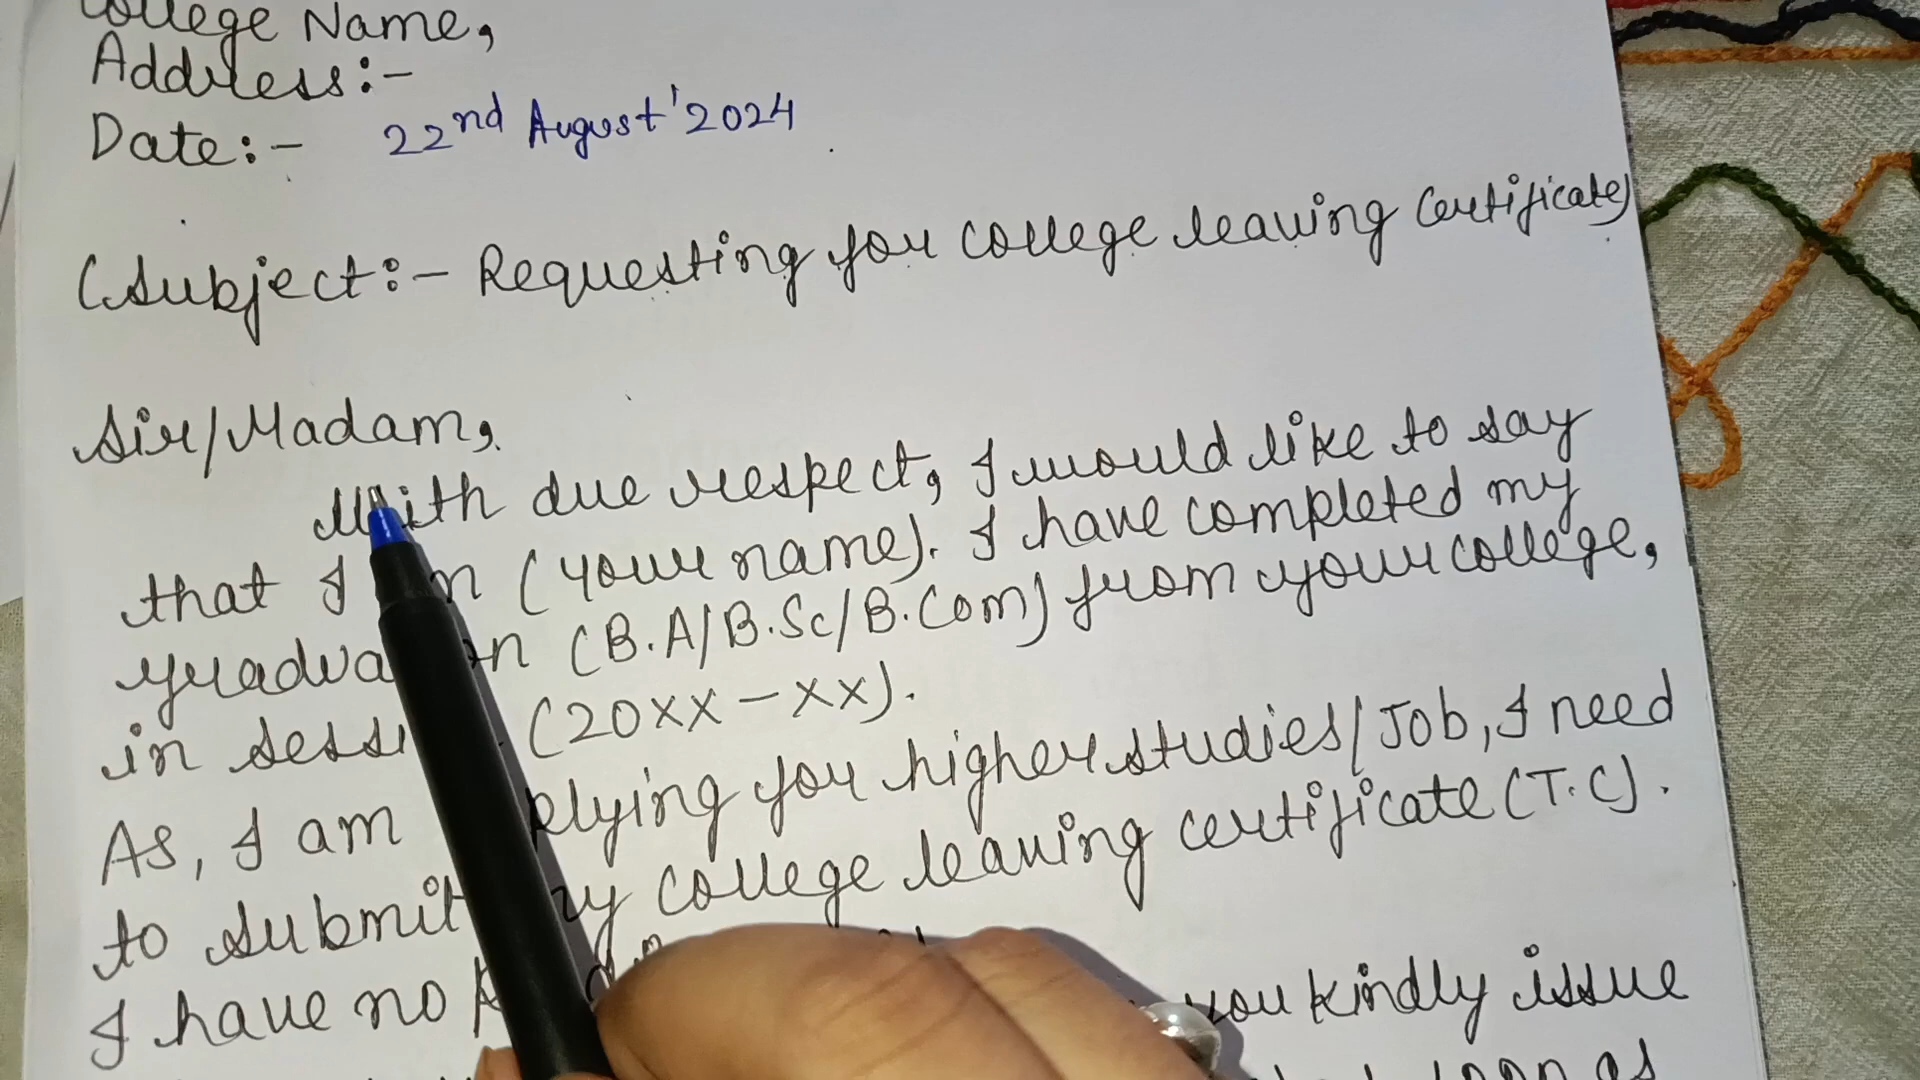 College Name,
Address:-
Date:- 22nd August'2024
(Subject:- Requesting for college leaving Certificate)
Sir/Madam,
With due respect, I would like to say
that I (your name). I have completed my
(B.A/B.Sc/B.Com) from your college,
in (20XX-XX).
As, I am for higher studies/Job, I need
to submit college leaving certificate (T.C).
I have no you kindly issue
soon as